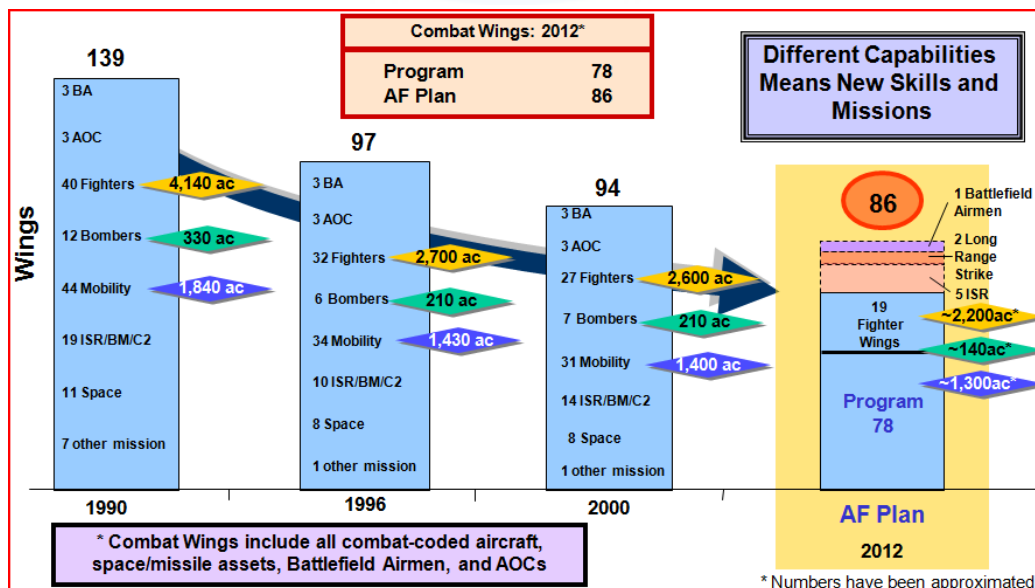 Combat Wings: 2012*
Program 78
AF Plan 86
Different Capabilities
Means New Skills and
Missions
Wings
139
3 BA
3 AOC
40 Fighters
4,140 ac
12 Bombers
330 ac
44 Mobility
1,840 ac
19 ISR/BM/C2
11 Space
7 other mission
1990
97
3 BA
3 AOC
32 Fighters
2,700 ac
6 Bombers
210 ac
34 Mobility
1,430 ac
10 ISR/BM/C2
8 Space
1 other mission
1996
94
3 BA
3 AOC
27 Fighters
2,600 ac
7 Bombers
210 ac
31 Mobility
1,400 ac
14 ISR/BM/C2
8 Space
1 other mission
2000
86
1 Battlefield
Airmen
2 Long
Range
Strike
5 ISR
19
Fighter
Wings
~2,200ac*
~140ac*
~1,300ac*
Program
78
AF Plan
2012
* Combat Wings include all combat-coded aircraft,
space/missile assets, Battlefield Airmen, and AOCs
* Numbers have been approximated